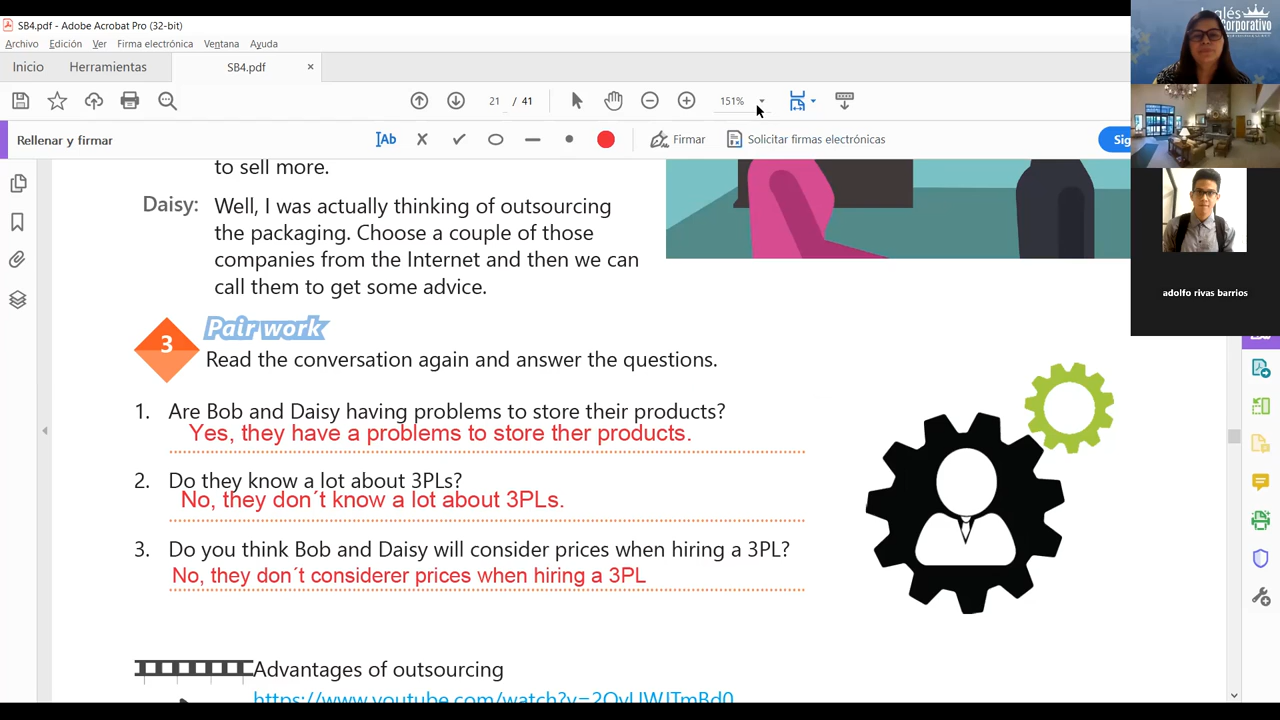 SB4.pdf - Adobe Acrobat Pro (32-bit)
Archivo Edición Ver Firma electrónica Ventana Ayuda
Inicio Herramientas SB4.pdf ×
21 / 41 151%
Rellenar y firmar Ab Firmar Solicitar firmas electrónicas Sig
Inglés
Corporativo
adolfo rivas barrios
to sell more.
Daisy: Well, I was actually thinking of outsourcing
the packaging. Choose a couple of those
companies from the Internet and then we can
call them to get some advice.
3 Pair work
Read the conversation again and answer the questions.
1. Are Bob and Daisy having problems to store their products?
Yes, they have a problems to store ther products.
2. Do they know a lot about 3PLs?
No, they don´t know a lot about 3PLs.
3. Do you think Bob and Daisy will consider prices when hiring a 3PL?
No, they don´t considerer prices when hiring a 3PL
Advantages of outsourcing